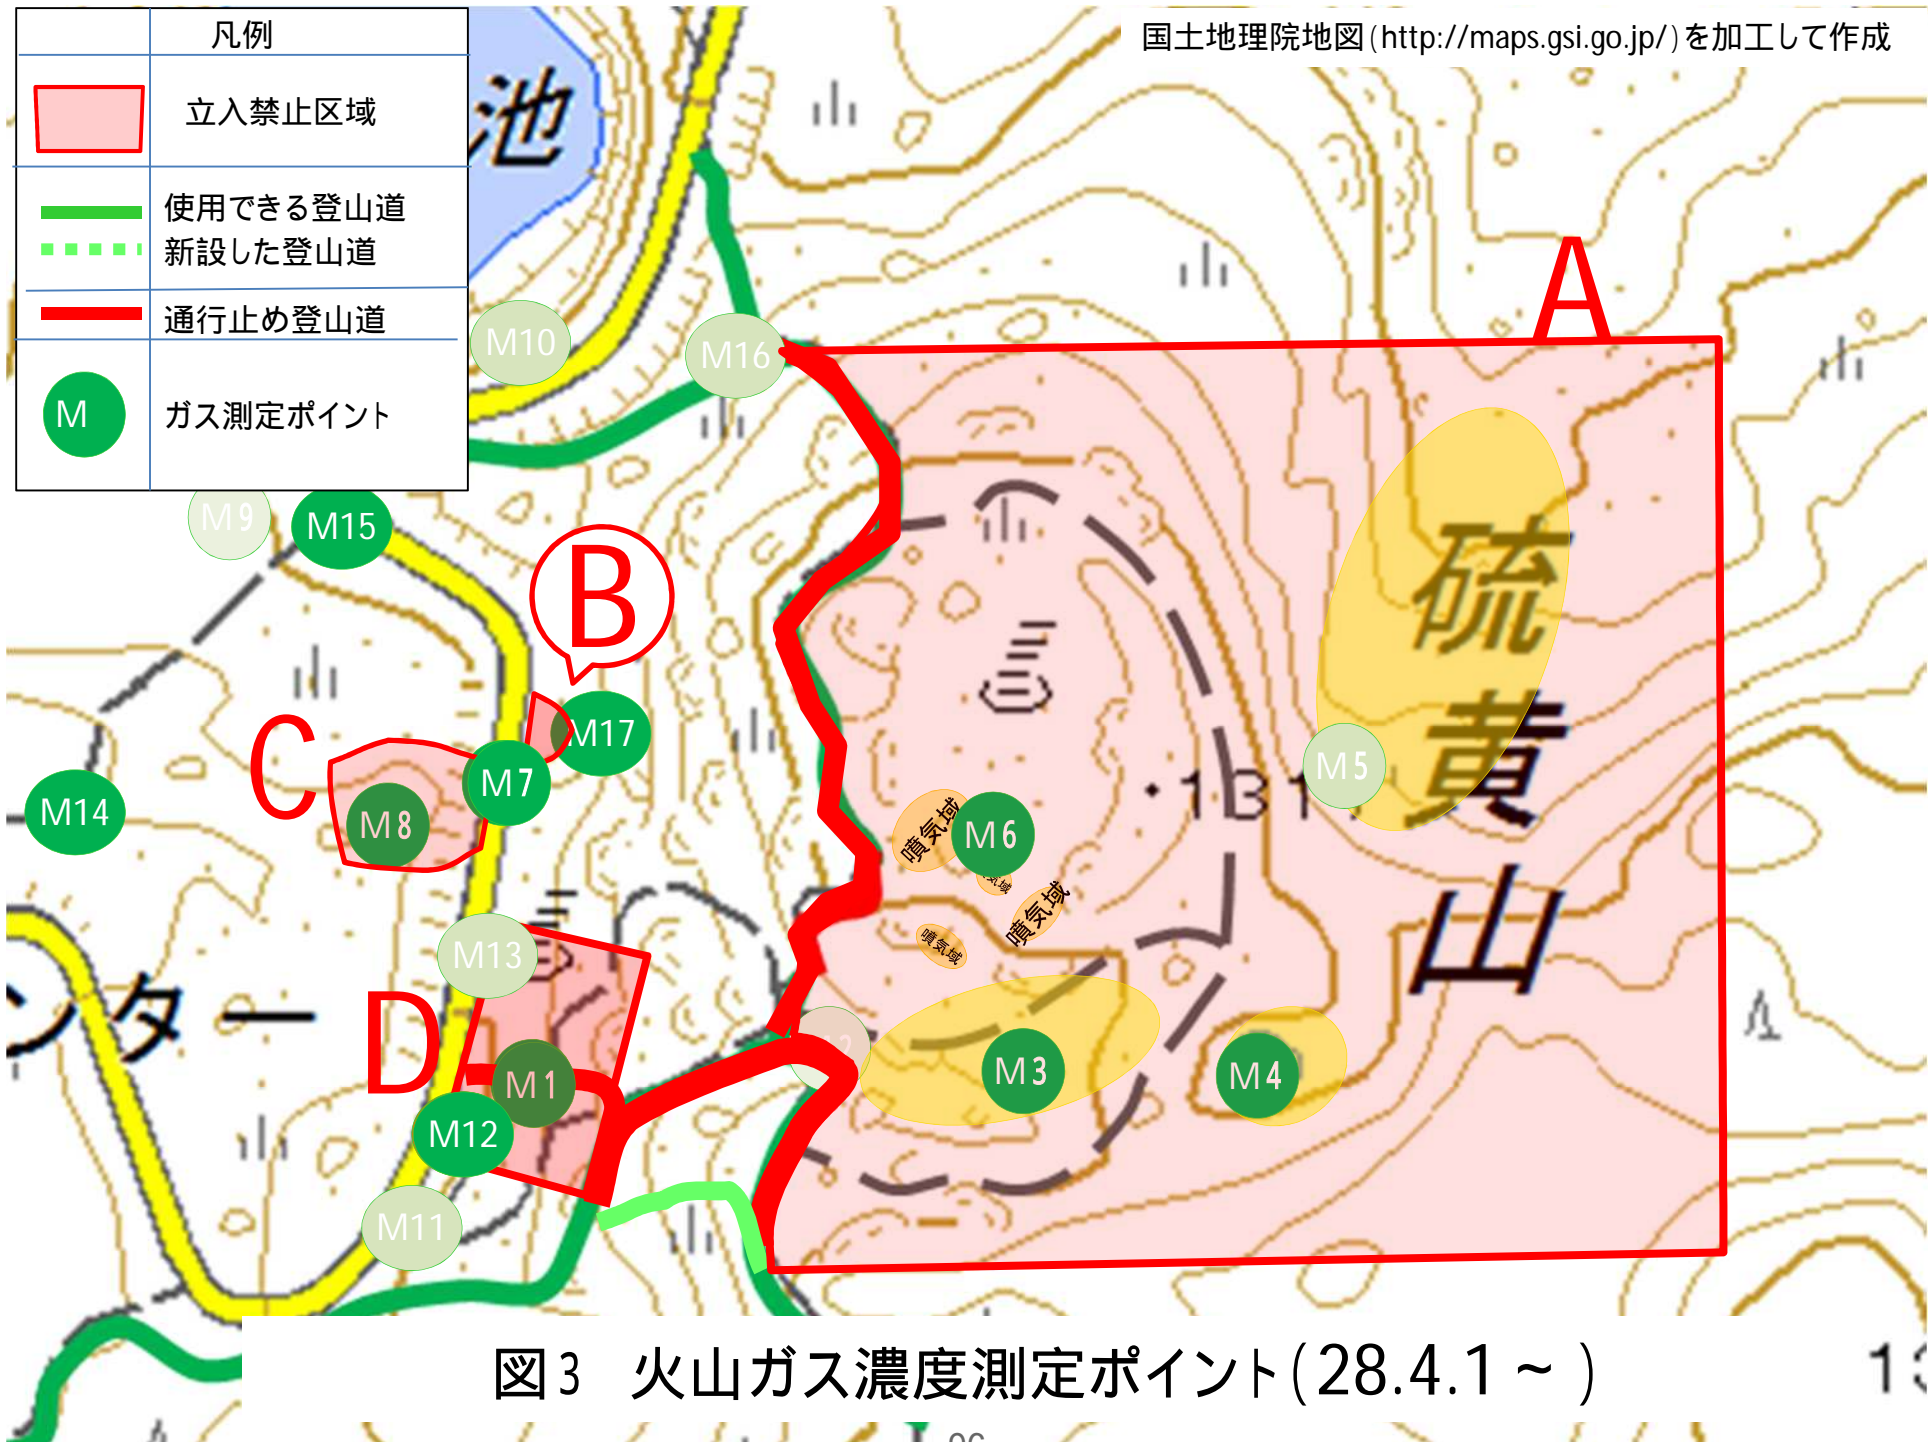 凡例
国土地理院地図(http://maps.gsi.go.jp/)を加工して作成
立入禁止区域
使用できる登山道
新設した登山道
通行止め登山道
M ガス測定ポイント
池
A
M10
M16
M9
M15
B
硫黄山
M17
C
M7
M5
M8
M14
131
M6
噴気域
噴気域
噴気域
M13
ンター
D
M1
M3
M4
M12
M11
図3 火山ガス濃度測定ポイント(28.4.1~ )